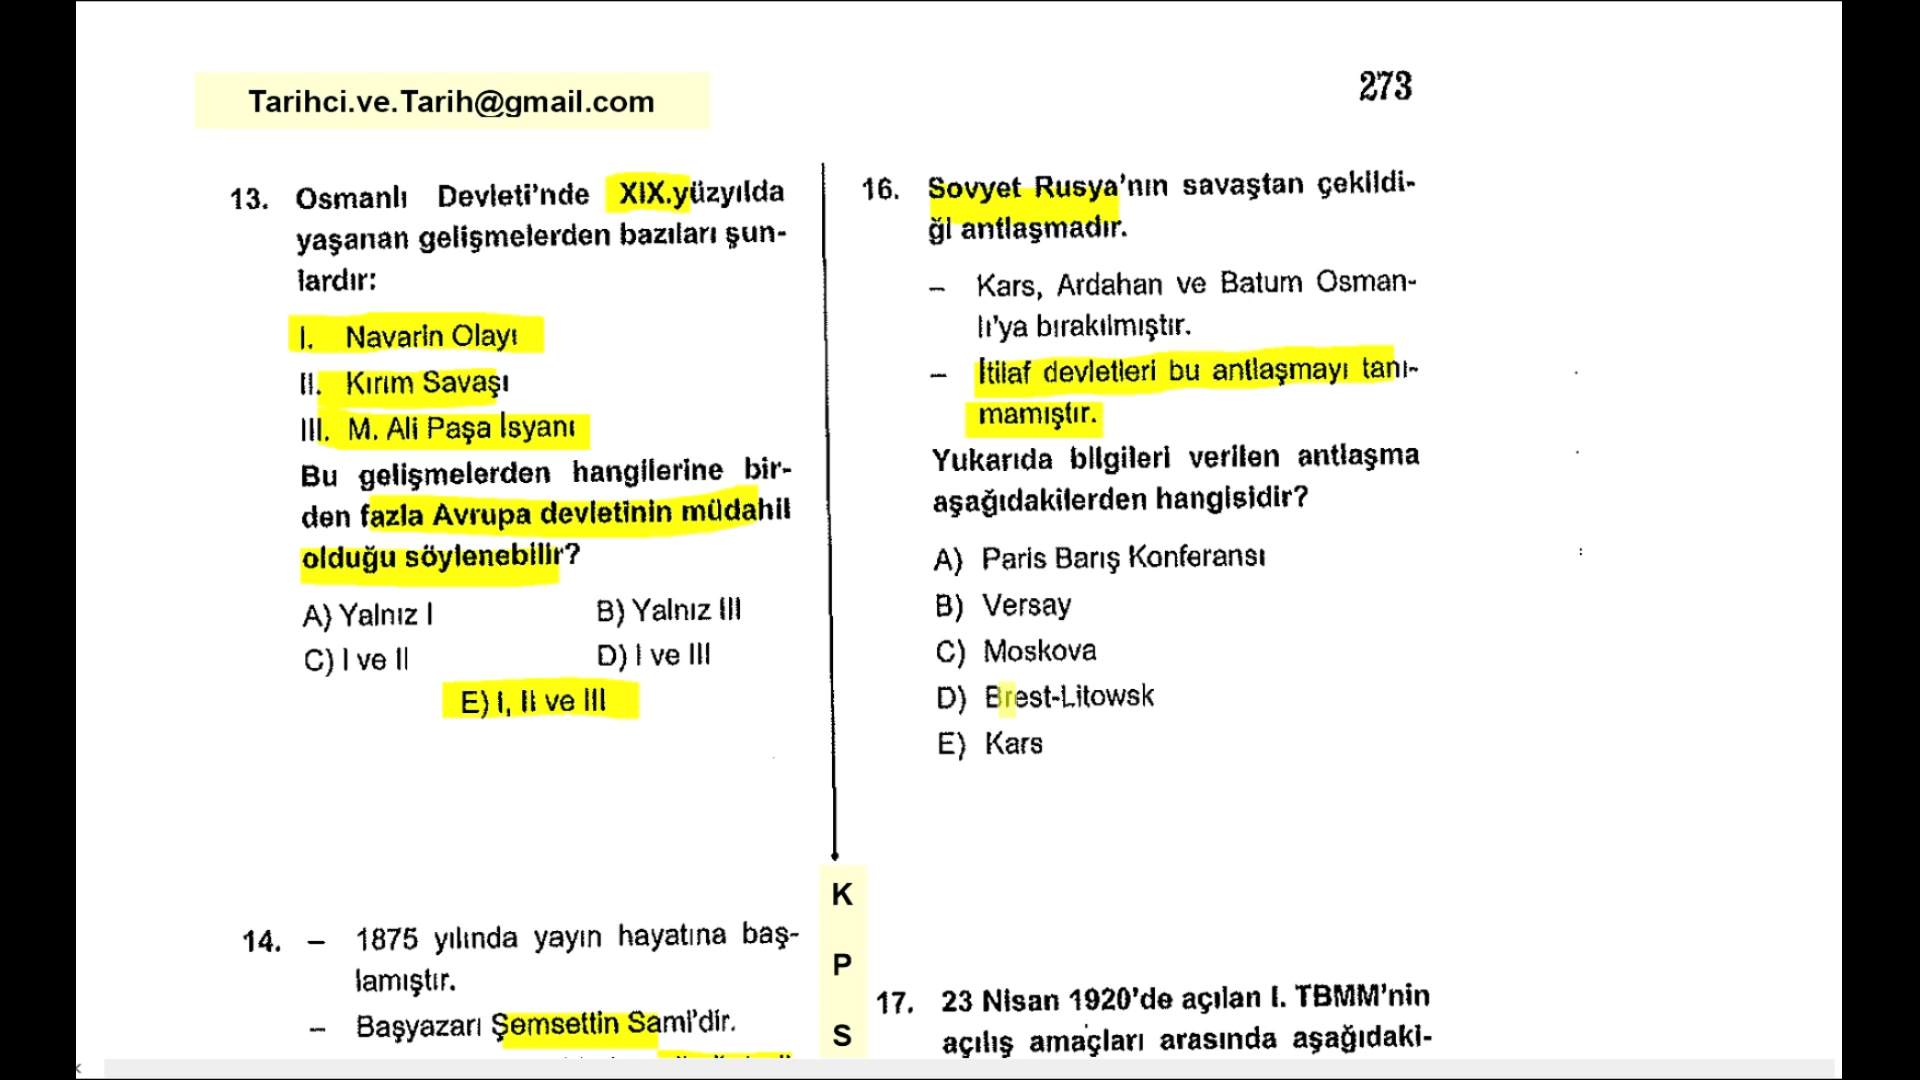 Tarihci.ve.Tarih@gmail.com
273
13. Osmanlı Devleti'nde XIX.yüzyılda
yaşanan gelişmelerden bazıları şun-
lardır:
I. Navarin Olayı
II. Kırım Savaşı
III. M. Ali Paşa İsyanı
Bu gelişmelerden hangilerine bir-
den fazla Avrupa devletinin müdahil
olduğu söylenebilir?
A) Yalnız I
B) Yalnız III
C) I ve II
D) I ve III
E) I, II ve III
14. – 1875 yılında yayın hayatına baş-
lamıştır.
– Başyazarı Şemsettin Sami'dir.
K
P
S
16. Sovyet Rusya'nın savaştan çekildi-
ği antlaşmadır.
– Kars, Ardahan ve Batum Osman-
lı'ya bırakılmıştır.
– İtilaf devletleri bu antlaşmayı tanı-
mamıştır.
Yukarıda bilgileri verilen antlaşma
aşağıdakilerden hangisidir?
A) Paris Barış Konferansı
B) Versay
C) Moskova
D) Brest-Litowsk
E) Kars
17. 23 Nisan 1920'de açılan I. TBMM'nin
açılış amaçları arasında aşağıdaki-